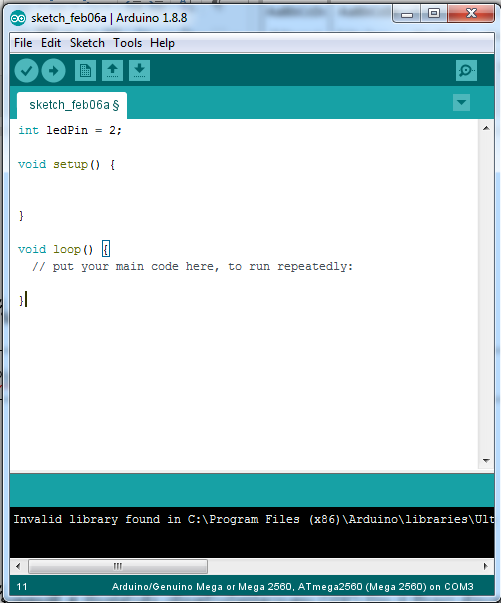 sketch_feb06a | Arduino 1.8.8
File Edit Sketch Tools Help
sketch_feb06a §
int ledPin = 2;
void setup() {
}
void loop() {
// put your main code here, to run repeatedly:
}
Invalid library found in C:\Program Files (x86)\Arduino\libraries\Ult
11 Arduino/Genuino Mega or Mega 2560, ATmega2560 (Mega 2560) on COM3